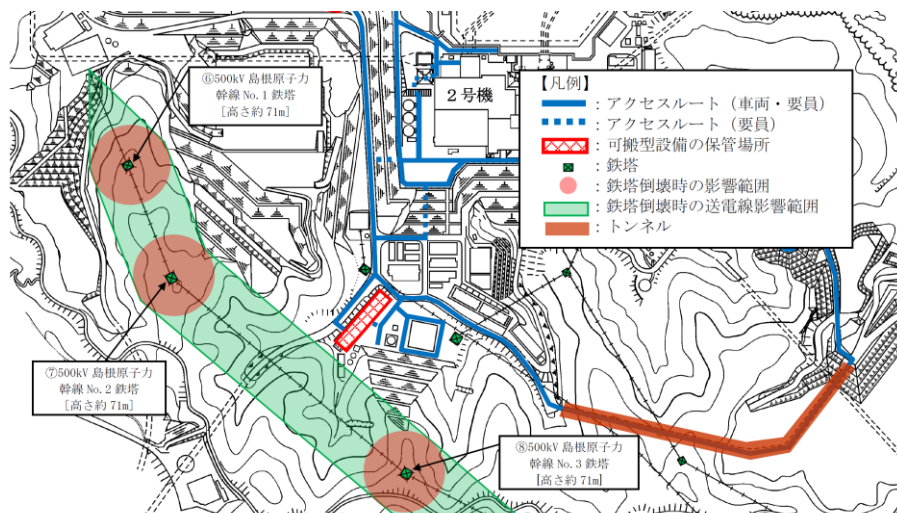 ⑥500kV 島根原子力
幹線 No.1 鉄塔
[高さ約 71m]
2号機
【凡例】
：アクセスルート（車両・要員）
：アクセスルート（要員）
：可搬型設備の保管場所
：鉄塔
：鉄塔倒壊時の影響範囲
：鉄塔倒壊時の送電線影響範囲
：トンネル
⑦500kV 島根原子力
幹線 No.2 鉄塔
[高さ約 71m]
⑧500kV 島根原子力
幹線 No.3 鉄塔
[高さ約 71m]